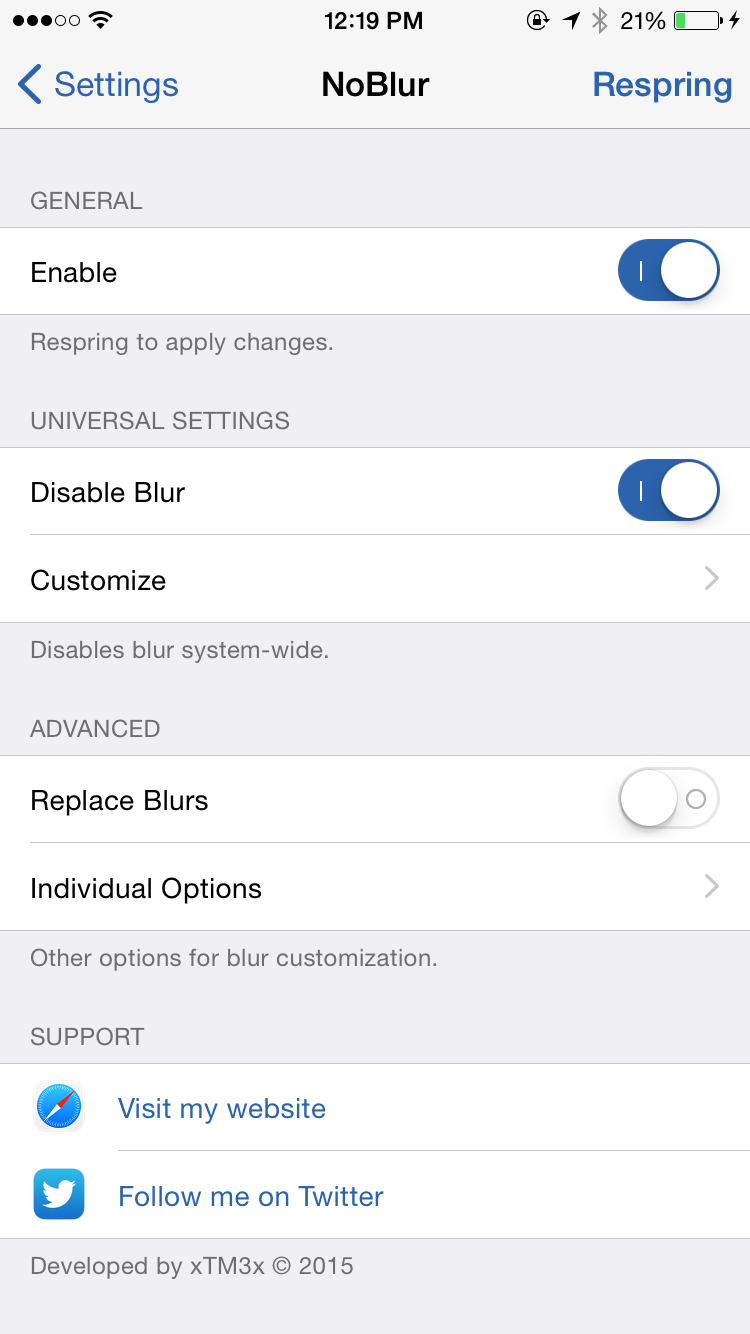 12:19 PM 21%
Settings NoBlur Respring
GENERAL
Enable
Respring to apply changes.
UNIVERSAL SETTINGS
Disable Blur
Customize
Disables blur system-wide.
ADVANCED
Replace Blurs
Individual Options
Other options for blur customization.
SUPPORT
Visit my website
Follow me on Twitter
Developed by xTM3x © 2015